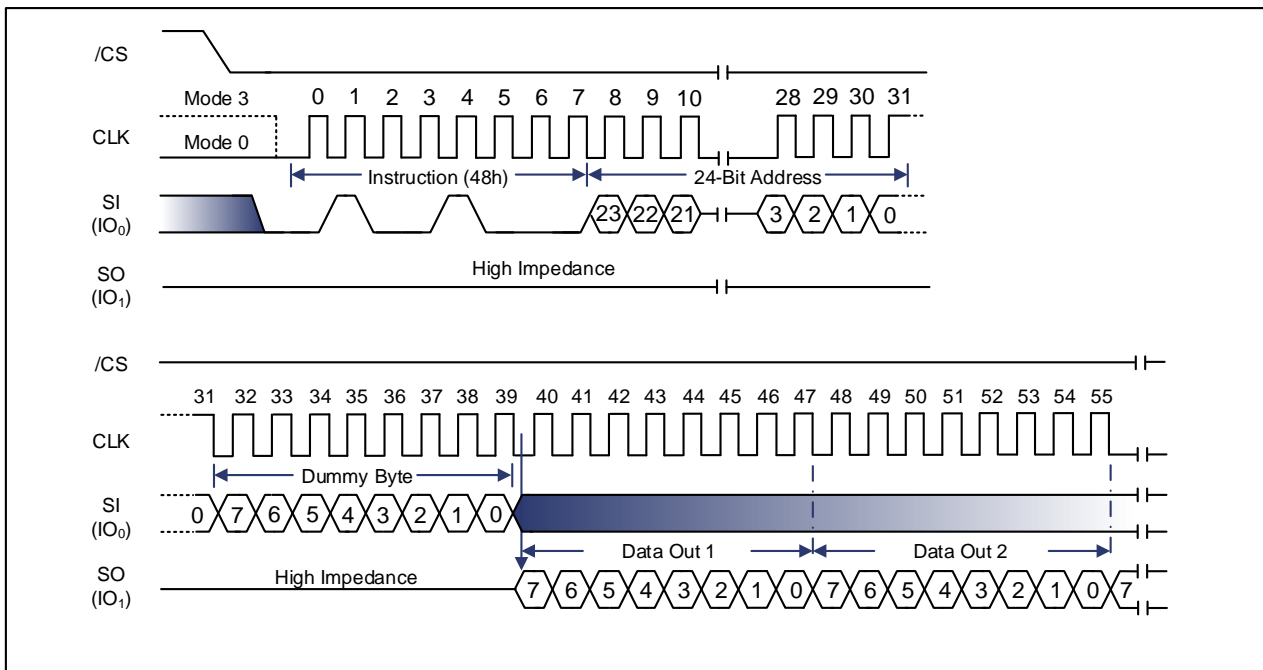 /CS
Mode 3
0 1 2 3 4 5 6 7 8 9 10 28 29 30 31
CLK
Mode 0
Instruction (48h) 24-Bit Address
SI
(IO₀)
23 22 21 3 2 1 0
High Impedance
SO
(IO₁)
/CS
31 32 33 34 35 36 37 38 39 40 41 42 43 44 45 46 47 48 49 50 51 52 53 54 55
CLK
Dummy Byte
SI
(IO₀)
0 7 6 5 4 3 2 1 0
Data Out 1 Data Out 2
SO
(IO₁)
High Impedance
7 6 5 4 3 2 1 0 7 6 5 4 3 2 1 0 7